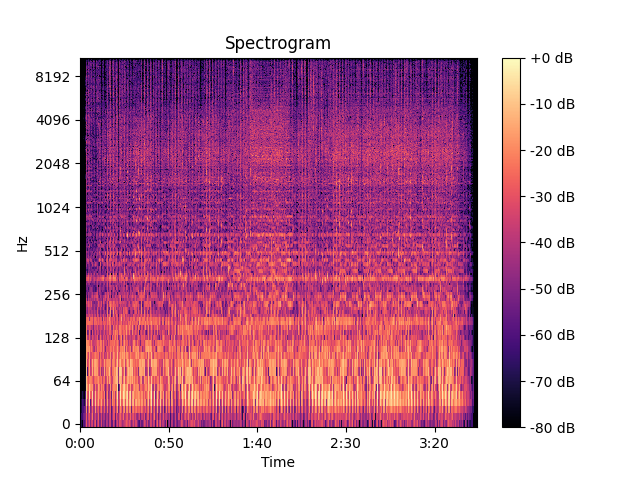 Spectrogram
8192
4096
2048
1024
512
256
128
64
0
Hz
0:00
0:50
1:40
2:30
3:20
Time
+0 dB
-10 dB
-20 dB
-30 dB
-40 dB
-50 dB
-60 dB
-70 dB
-80 dB